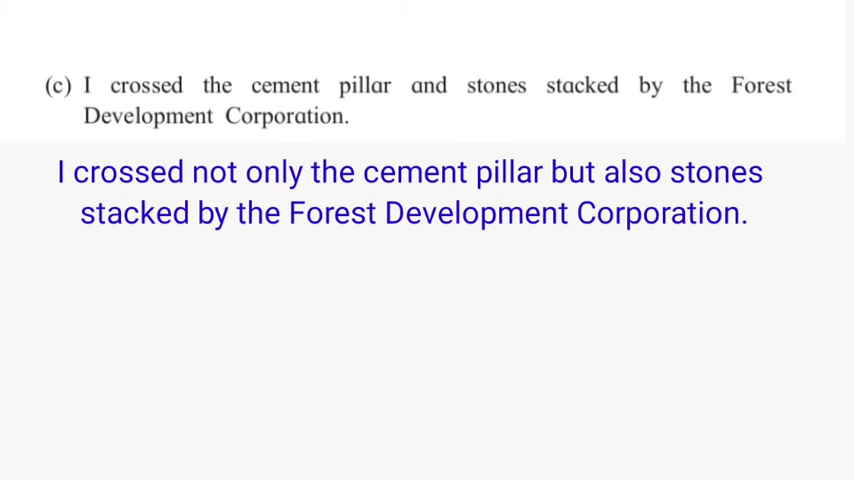 (c) I crossed the cement pillar and stones stacked by the Forest
Development Corporation.
I crossed not only the cement pillar but also stones
stacked by the Forest Development Corporation.